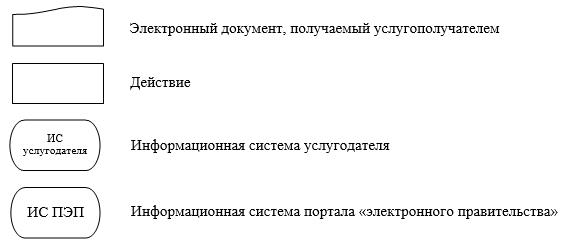 Электронный документ, получаемый услугополучателем
Действие
ИС
услугодателя
Информационная система услугодателя
ИС ПЭП
Информационная система портала «электронного правительства»